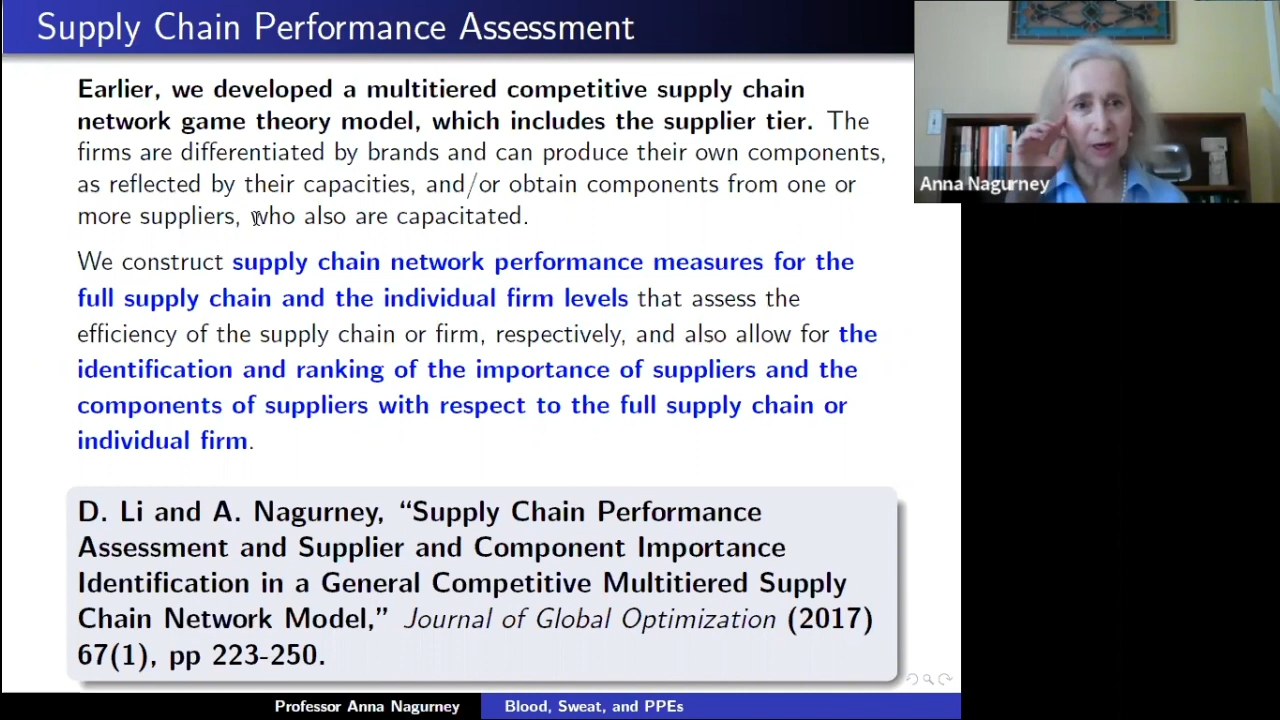 Supply Chain Performance Assessment
Earlier, we developed a multitiered competitive supply chain
network game theory model, which includes the supplier tier. The
firms are differentiated by brands and can produce their own components,
as reflected by their capacities, and/or obtain components from one or
more suppliers, who also are capacitated.
We construct supply chain network performance measures for the
full supply chain and the individual firm levels that assess the
efficiency of the supply chain or firm, respectively, and also allow for the
identification and ranking of the importance of suppliers and the
components of suppliers with respect to the full supply chain or
individual firm.
D. Li and A. Nagurney, “Supply Chain Performance
Assessment and Supplier and Component Importance
Identification in a General Competitive Multitiered Supply
Chain Network Model,” Journal of Global Optimization (2017)
67(1), pp 223-250.
Professor Anna Nagurney
Blood, Sweat, and PPEs
Anna Nagurney